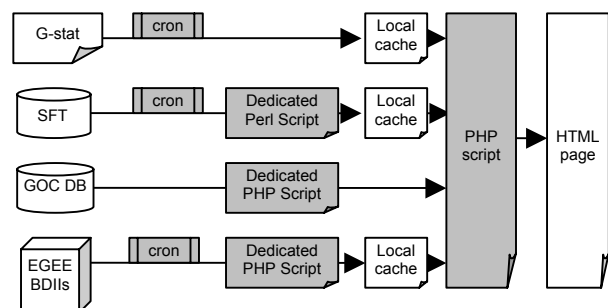 G-stat
cron
Local
cache
SFT
cron
Dedicated
Perl Script
Local
cache
GOC DB
Dedicated
PHP Script
EGEE
BDIIs
cron
Dedicated
PHP Script
Local
cache
PHP
script
HTML
page